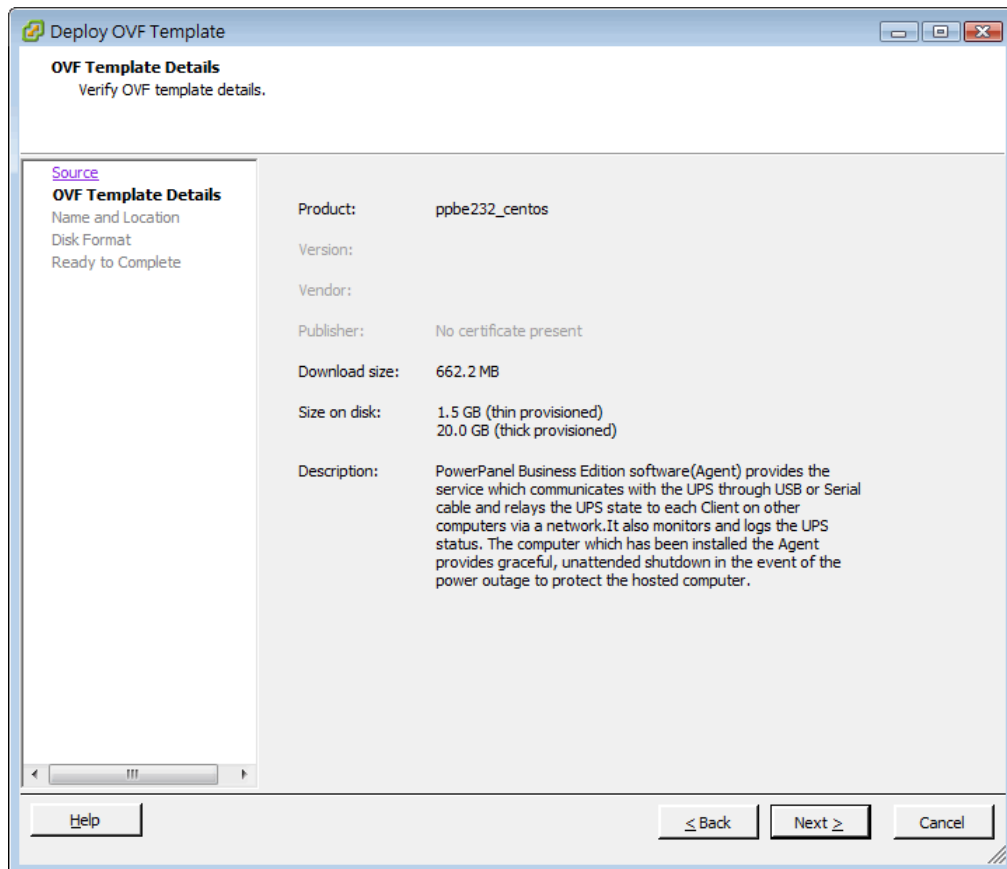 Deploy OVF Template
OVF Template Details
Verify OVF template details.
Source
OVF Template Details
Name and Location
Disk Format
Ready to Complete
Product: ppbe232_centos
Version:
Vendor:
Publisher: No certificate present
Download size: 662.2 MB
Size on disk: 1.5 GB (thin provisioned)
20.0 GB (thick provisioned)
Description: PowerPanel Business Edition software(Agent) provides the
service which communicates with the UPS through USB or Serial
cable and relays the UPS state to each Client on other
computers via a network.It also monitors and logs the UPS
status. The computer which has been installed the Agent
provides graceful, unattended shutdown in the event of the
power outage to protect the hosted computer.
Help
< Back
Next >
Cancel